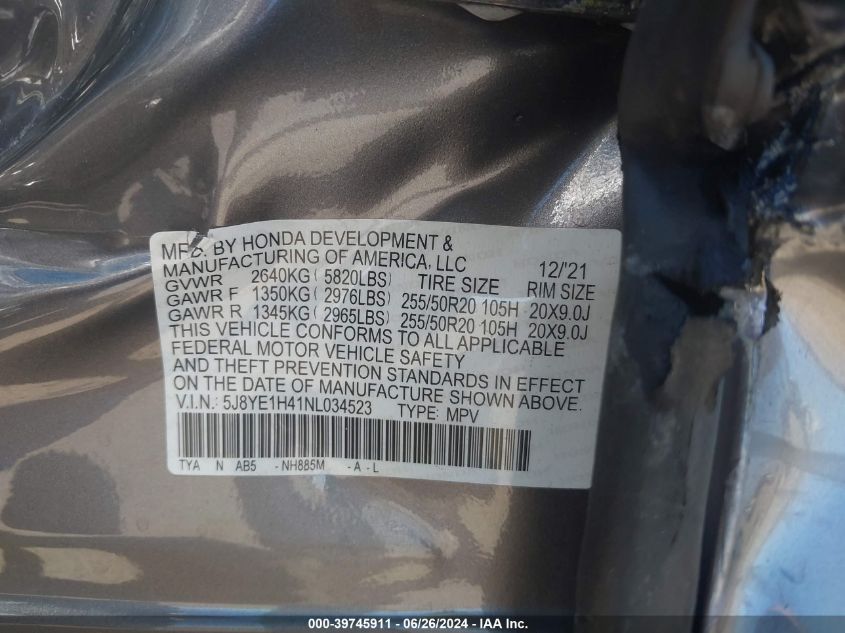 MFD. BY HONDA DEVELOPMENT &
MANUFACTURING OF AMERICA, LLC 12/'21
GVWR 2640KG ( 5820LBS) TIRE SIZE RIM SIZE
GAWR F 1350KG ( 2976LBS) 255/50R20 105H 20X9.0J
GAWR R 1345KG ( 2965LBS) 255/50R20 105H 20X9.0J
THIS VEHICLE CONFORMS TO ALL APPLICABLE
FEDERAL MOTOR VEHICLE SAFETY
AND THEFT PREVENTION STANDARDS IN EFFECT
ON THE DATE OF MANUFACTURE SHOWN ABOVE.
V.I.N.: 5J8YE1H41NL034523 TYPE: MPV
TYA N AB5 -NH885M -A-L
000-39745911 / 06/26/2024 / IAA Inc.